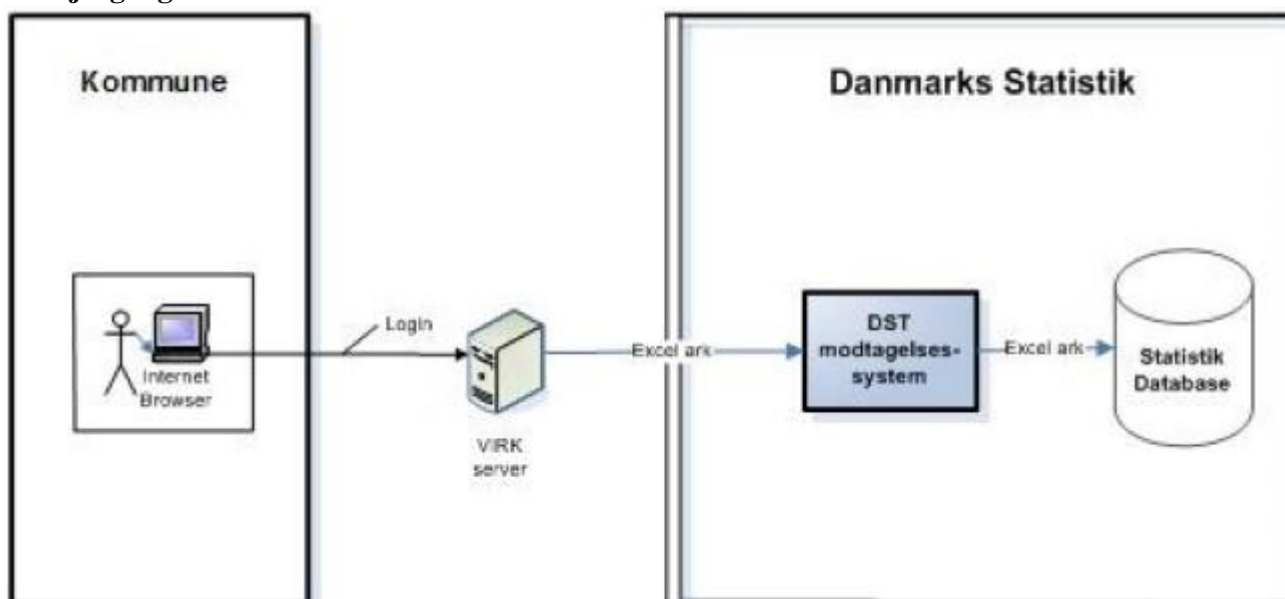 Kommune
Danmarks Statistik
Internet
Browser
Login
VIRK
server
Excel ark
DST
modtagelses-
system
Excel ark
Statistik
Database